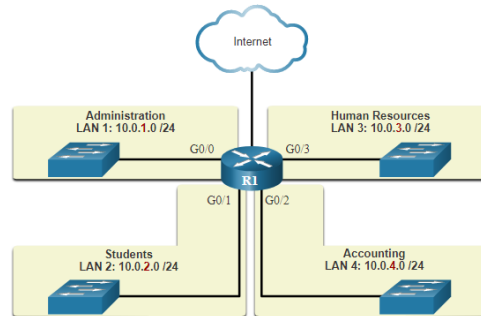 Internet
Administration
LAN 1: 10.0.1.0 /24
Human Resources
LAN 3: 10.0.3.0 /24
G0/0
G0/3
R1
G0/1
G0/2
Students
LAN 2: 10.0.2.0 /24
Accounting
LAN 4: 10.0.4.0 /24